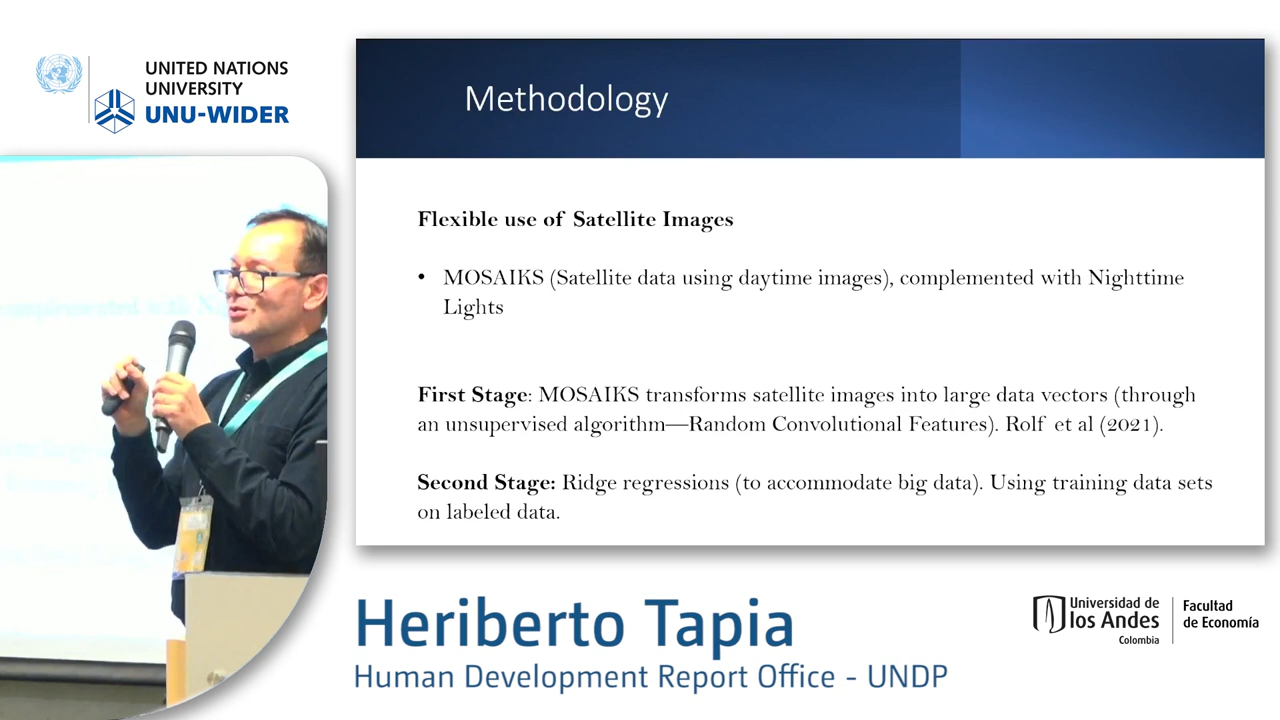 UNITED NATIONS
UNIVERSITY
UNU-WIDER
Methodology
Flexible use of Satellite Images
• MOSAIKS (Satellite data using daytime images), complemented with Nighttime
Lights
First Stage: MOSAIKS transforms satellite images into large data vectors (through
an unsupervised algorithm—Random Convolutional Features). Rolf et al (2021).
Second Stage: Ridge regressions (to accommodate big data). Using training data sets
on labeled data.
Heriberto Tapia
Human Development Report Office - UNDP
Universidad de
los Andes
Colombia
Facultad
de Economía